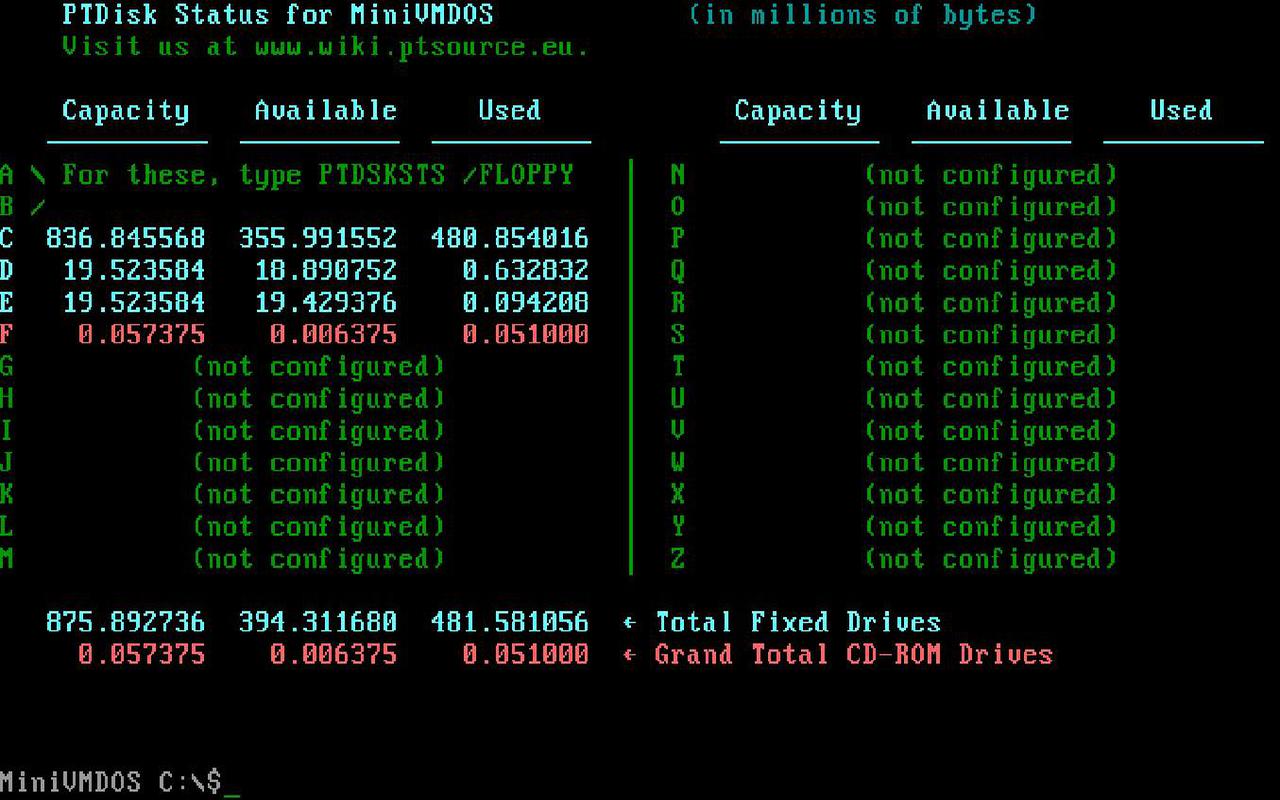 PTDisk Status for MiniVMDOS (in millions of bytes)
Visit us at www.wiki.ptsource.eu.
Capacity Available Used Capacity Available Used
A \ For these, type PTDSKSTS /FLOPPY N (not configured)
B / O (not configured)
C 836.845568 355.991552 480.854016 P (not configured)
D 19.523584 18.890752 0.632832 Q (not configured)
E 19.523584 19.429376 0.094208 R (not configured)
F 0.057375 0.006375 0.051000 S (not configured)
G (not configured) T (not configured)
H (not configured) U (not configured)
I (not configured) V (not configured)
J (not configured) W (not configured)
K (not configured) X (not configured)
L (not configured) Y (not configured)
M (not configured) Z (not configured)
875.892736 394.311680 481.581056 ← Total Fixed Drives
0.057375 0.006375 0.051000 ← Grand Total CD-ROM Drives
MiniVMDOS C:\$_